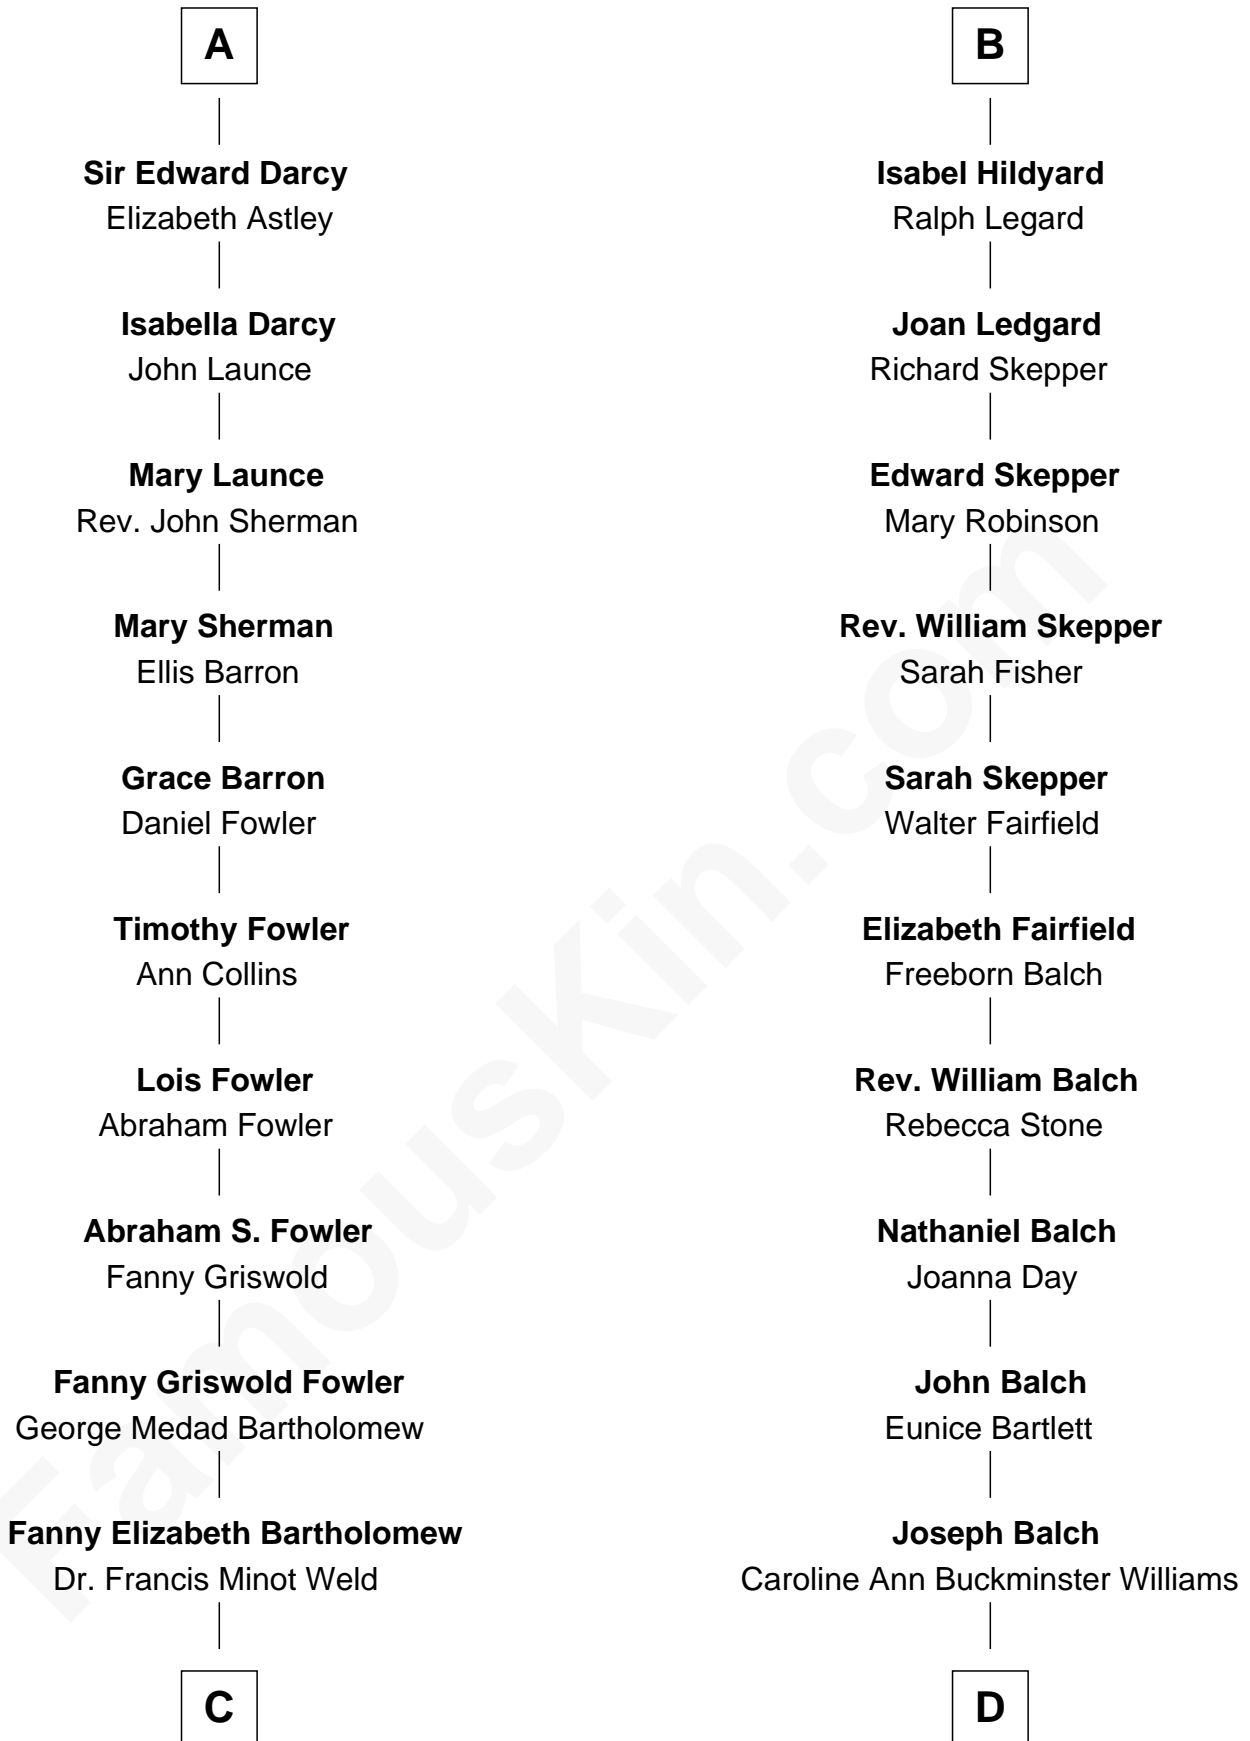 A
Sir Edward Darcy
Elizabeth Astley
Isabella Darcy
John Launce
Mary Launce
Rev. John Sherman
Mary Sherman
Ellis Barron
Grace Barron
Daniel Fowler
Timothy Fowler
Ann Collins
Lois Fowler
Abraham Fowler
Abraham S. Fowler
Fanny Griswold
Fanny Griswold Fowler
George Medad Bartholomew
Fanny Elizabeth Bartholomew
Dr. Francis Minot Weld
C
B
Isabel Hildyard
Ralph Legard
Joan Ledgard
Richard Skepper
Edward Skepper
Mary Robinson
Rev. William Skepper
Sarah Fisher
Sarah Skepper
Walter Fairfield
Elizabeth Fairfield
Freeborn Balch
Rev. William Balch
Rebecca Stone
Nathaniel Balch
Joanna Day
John Balch
Eunice Bartlett
Joseph Balch
Caroline Ann Buckminster Williams
D
FamousKin.com